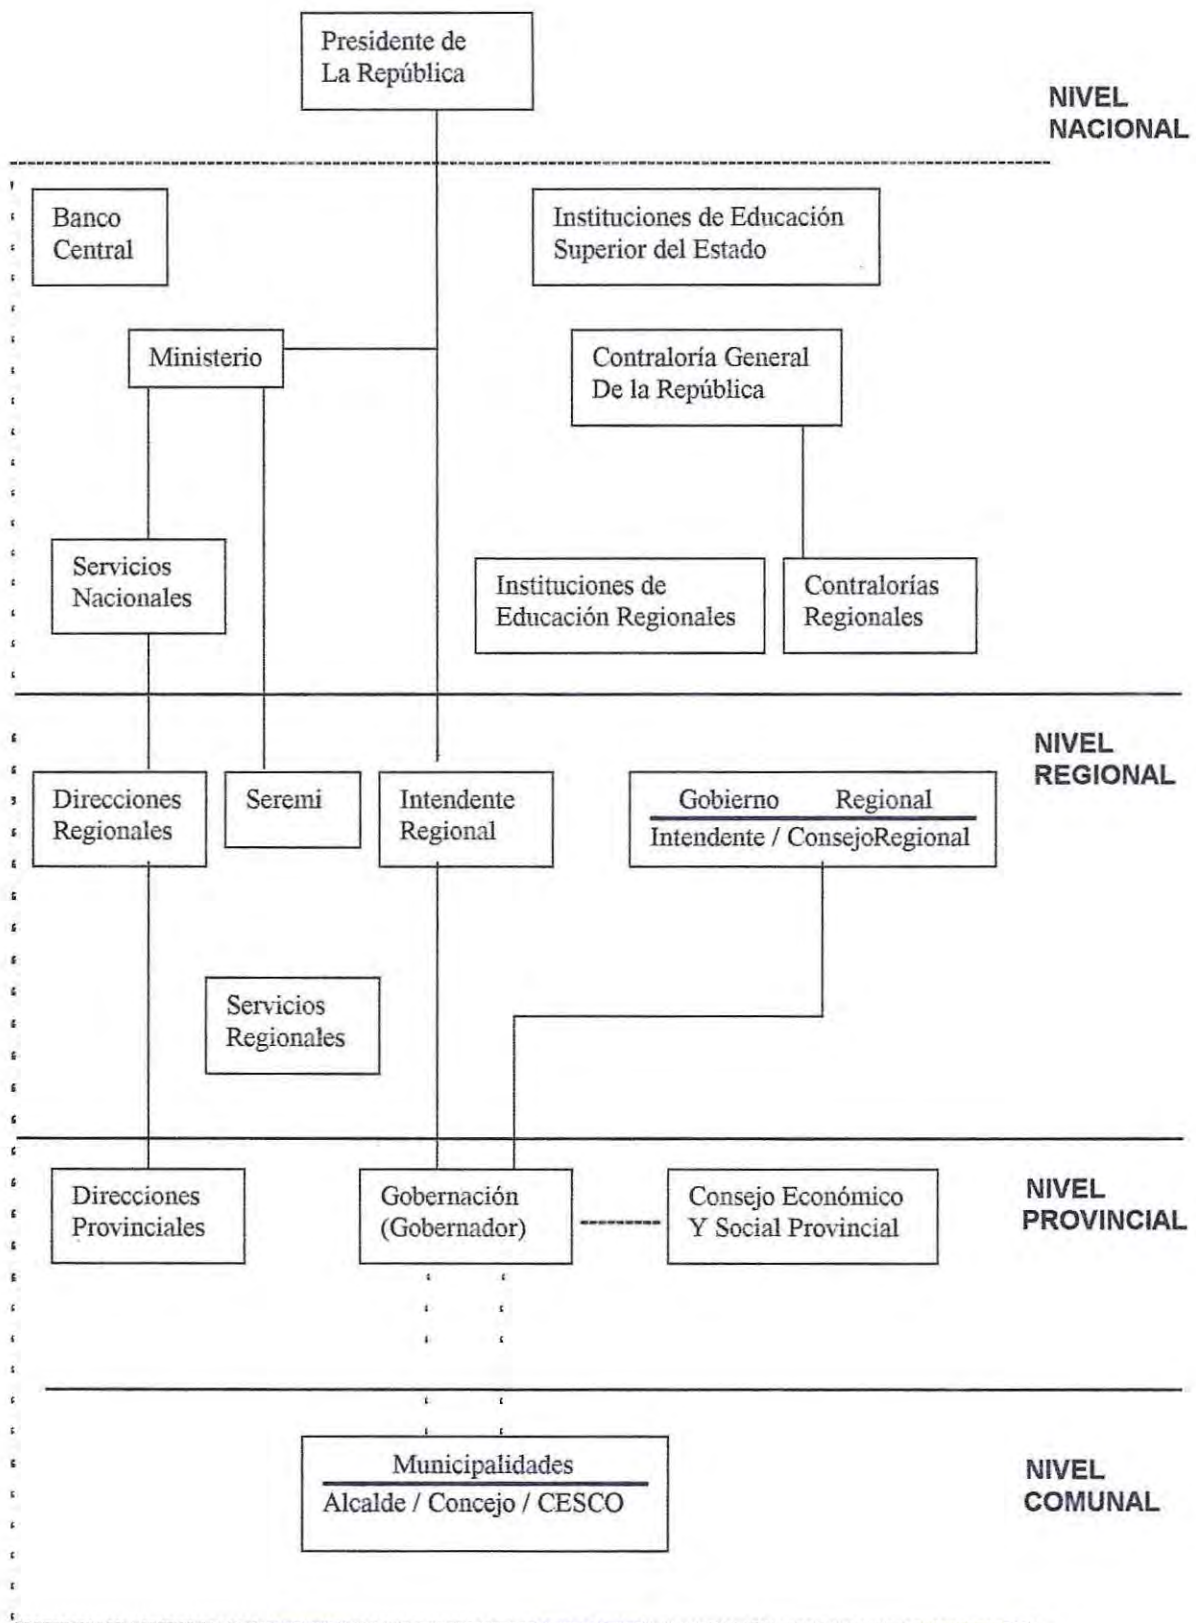 Presidente de
La República
NIVEL
NACIONAL
Banco
Central
Instituciones de Educación
Superior del Estado
Ministerio
Contraloría General
De la República
Servicios
Nacionales
Instituciones de
Educación Regionales
Contralorías
Regionales
NIVEL
REGIONAL
Direcciones
Regionales
Seremi
Intendente
Regional
Gobierno Regional
Intendente / ConsejoRegional
Servicios
Regionales
Direcciones
Provinciales
Gobernación
(Gobernador)
Consejo Económico
Y Social Provincial
NIVEL
PROVINCIAL
Municipalidades
Alcalde / Concejo / CESCO
NIVEL
COMUNAL